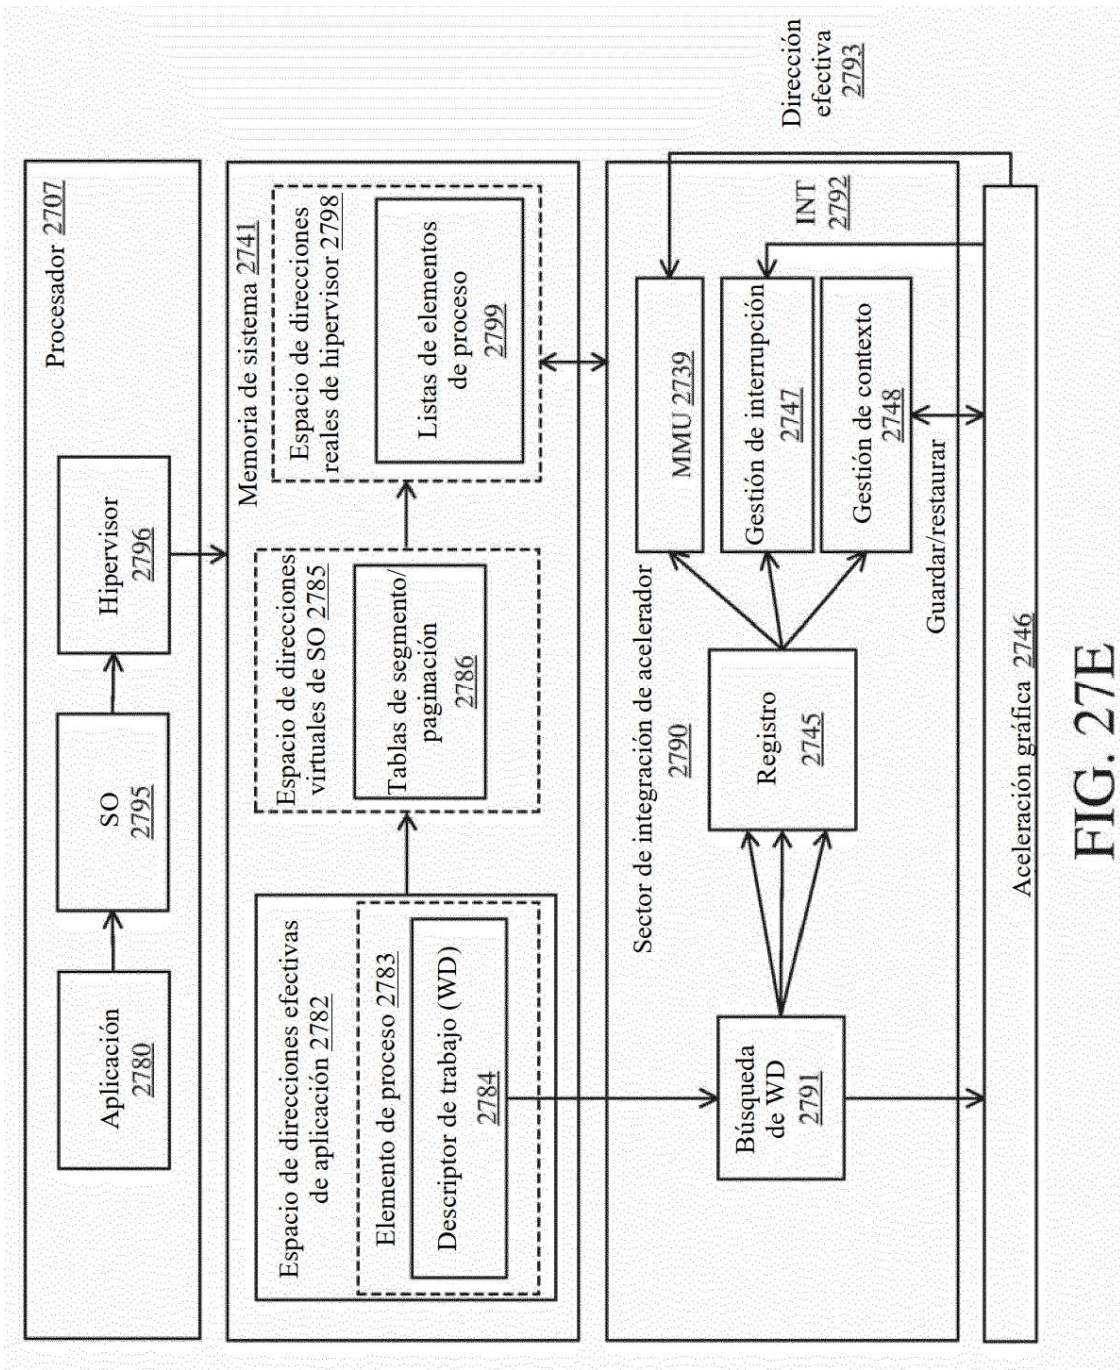 Procesador 2707
Aplicación
2780
SO
2795
Hipervisor
2796
Memoria de sistema 2741
Espacio de direcciones efectivas
de aplicación 2782
Elemento de proceso 2783
Descriptor de trabajo (WD)
2784
Espacio de direcciones
virtuales de SO 2785
Tablas de segmento/
paginación
2786
Espacio de direcciones
reales de hipervisor 2798
Listas de elementos
de proceso
2799
Sector de integración de acelerador
2790
Búsqueda
de WD
2791
Registro
2745
MMU 2739
Gestión de interrupción
2747
Gestión de contexto
2748
INT
2792
Dirección
efectiva
2793
Guardar/restaurar
Aceleración gráfica 2746
FIG. 27E